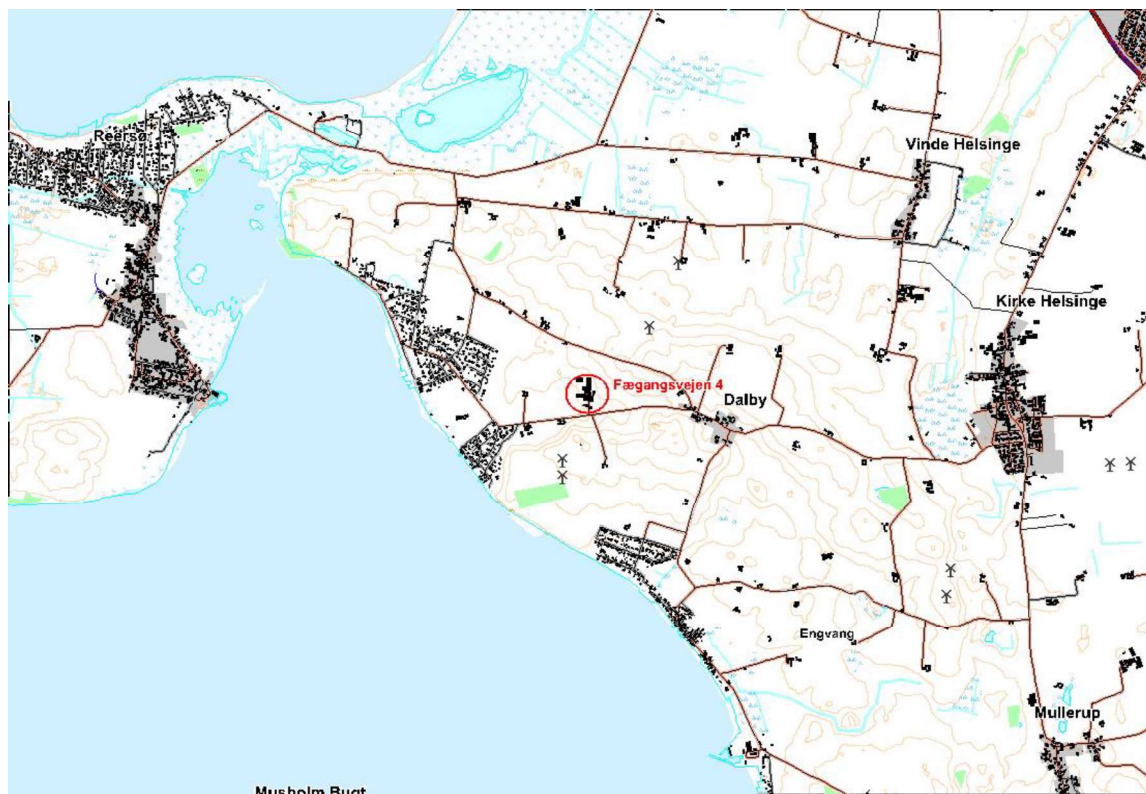 Reersø
Vinde Helsinge
Kirke Helsinge
Fægangsvejen 4
Dalby
Engvang
Mullerup
Musholm Bugt